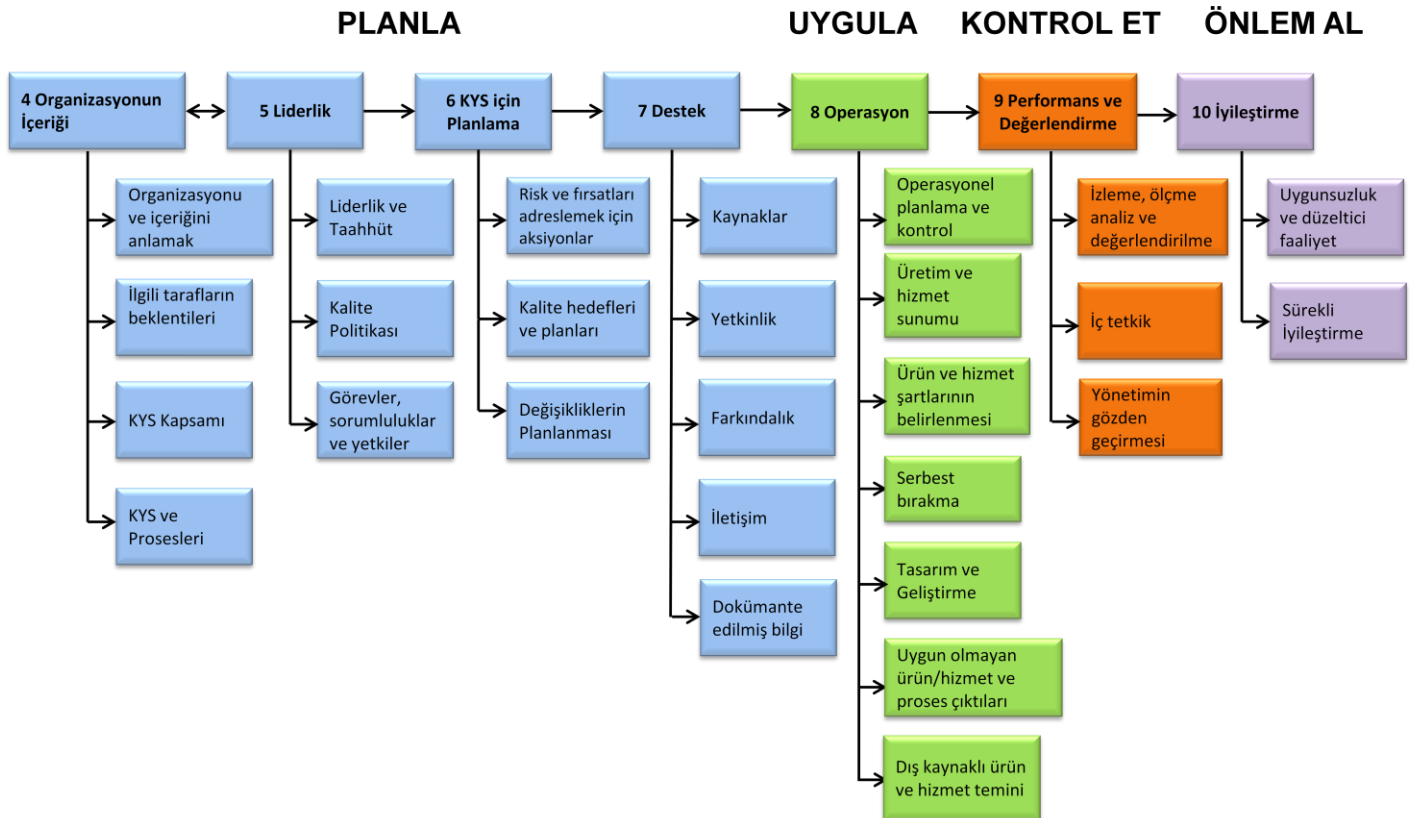 PLANLA
UYGULA
KONTROL ET
ÖNLEM AL
4 Organizasyonun
İçeriği
5 Liderlik
6 KYS için
Planlama
7 Destek
8 Operasyon
9 Performans ve
Değerlendirme
10 İyileştirme
Organizasyonu
ve içeriğini
anlamak
İlgili tarafların
beklentileri
KYS Kapsamı
KYS ve
Prosesleri
Liderlik ve
Taahhüt
Kalite
Politikası
Görevler,
sorumluluklar
ve yetkiler
Risk ve fırsatları
adreslemek için
aksiyonlar
Kalite hedefleri
ve planları
Değişikliklerin
Planlanması
Kaynaklar
Yetkinlik
Farkındalık
İletişim
Dokümante
edilmiş bilgi
Operasyonel
planlama ve
kontrol
Üretim ve
hizmet
sunumu
Ürün ve hizmet
şartlarının
belirlenmesi
Serbest
bırakma
Tasarım ve
Geliştirme
Uygun olmayan
ürün/hizmet ve
proses çıktıları
Dış kaynaklı ürün
ve hizmet temini
İzleme, ölçme
analiz ve
değerlendirilme
İç tetkik
Yönetimin
gözden
geçirmesi
Uygunsuzluk
ve düzeltici
faaliyet
Sürekli
İyileştirme